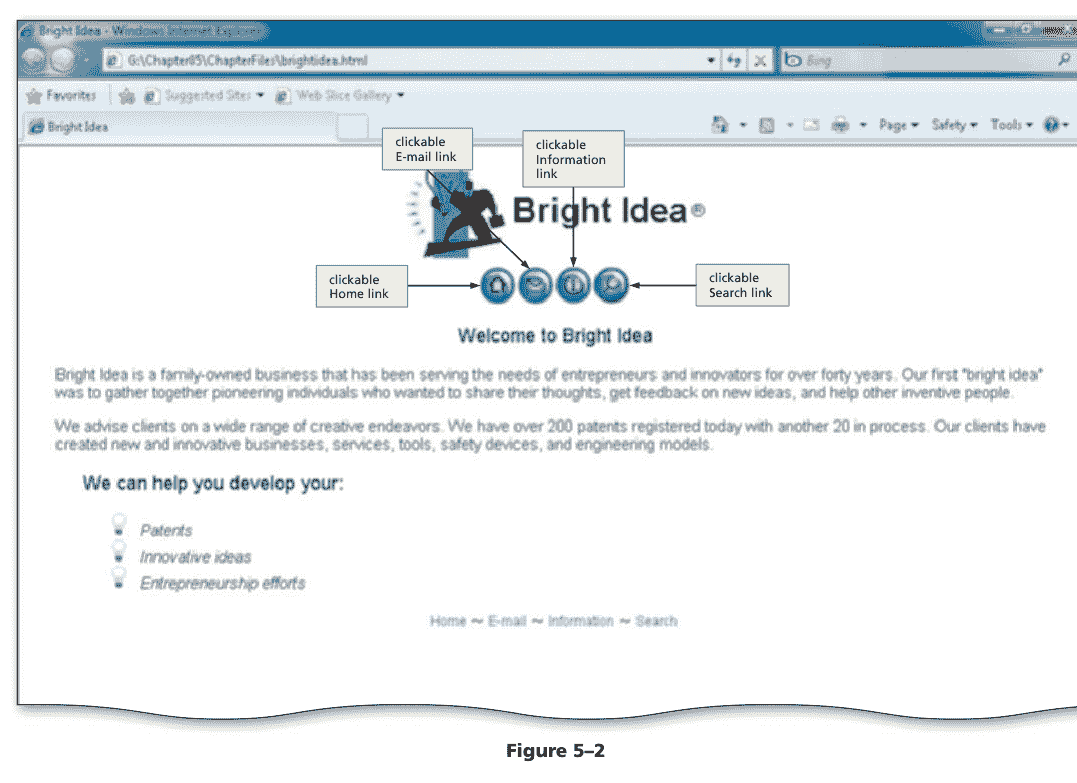 Bright Idea - Windows Internet Explorer
G:\Chapter05\ChapterFiles\brightidea.html
Bing
Favorites Suggested Sites Web Slice Gallery
Bright Idea
Page Safety Tools
clickable
E-mail link
clickable
Information
link
Bright Idea®
clickable
Home link
clickable
Search link
Welcome to Bright Idea
Bright Idea is a family-owned business that has been serving the needs of entrepreneurs and innovators for over forty years. Our first "bright idea"
was to gather together pioneering individuals who wanted to share their thoughts, get feedback on new ideas, and help other inventive people.
We advise clients on a wide range of creative endeavors. We have over 200 patents registered today with another 20 in process. Our clients have
created new and innovative businesses, services, tools, safety devices, and engineering models.
We can help you develop your:
Patents
Innovative ideas
Entrepreneurship efforts
Home ~ E-mail ~ Information ~ Search
Figure 5–2